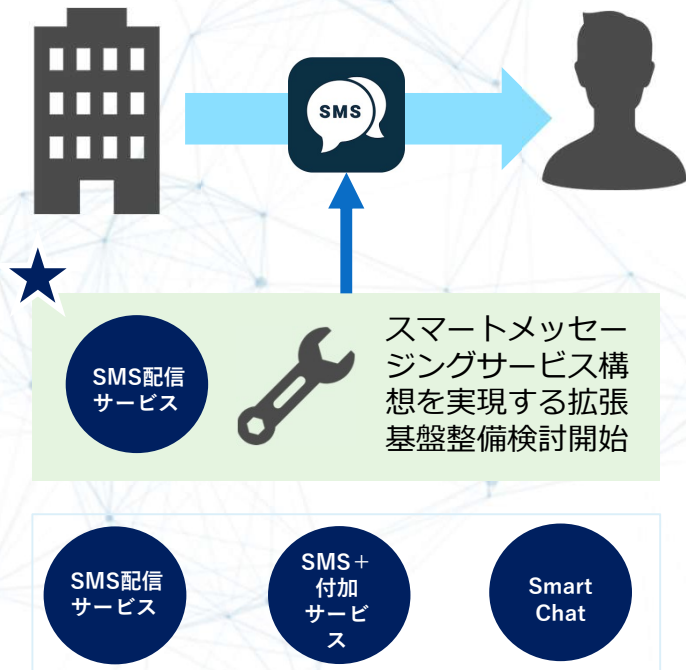 SMS
SMS配信
サービス
スマートメッセー
ジングサービス構
想を実現する拡張
基盤整備検討開始
SMS配信
サービス
SMS＋
付加
サービ
ス
Smart
Chat